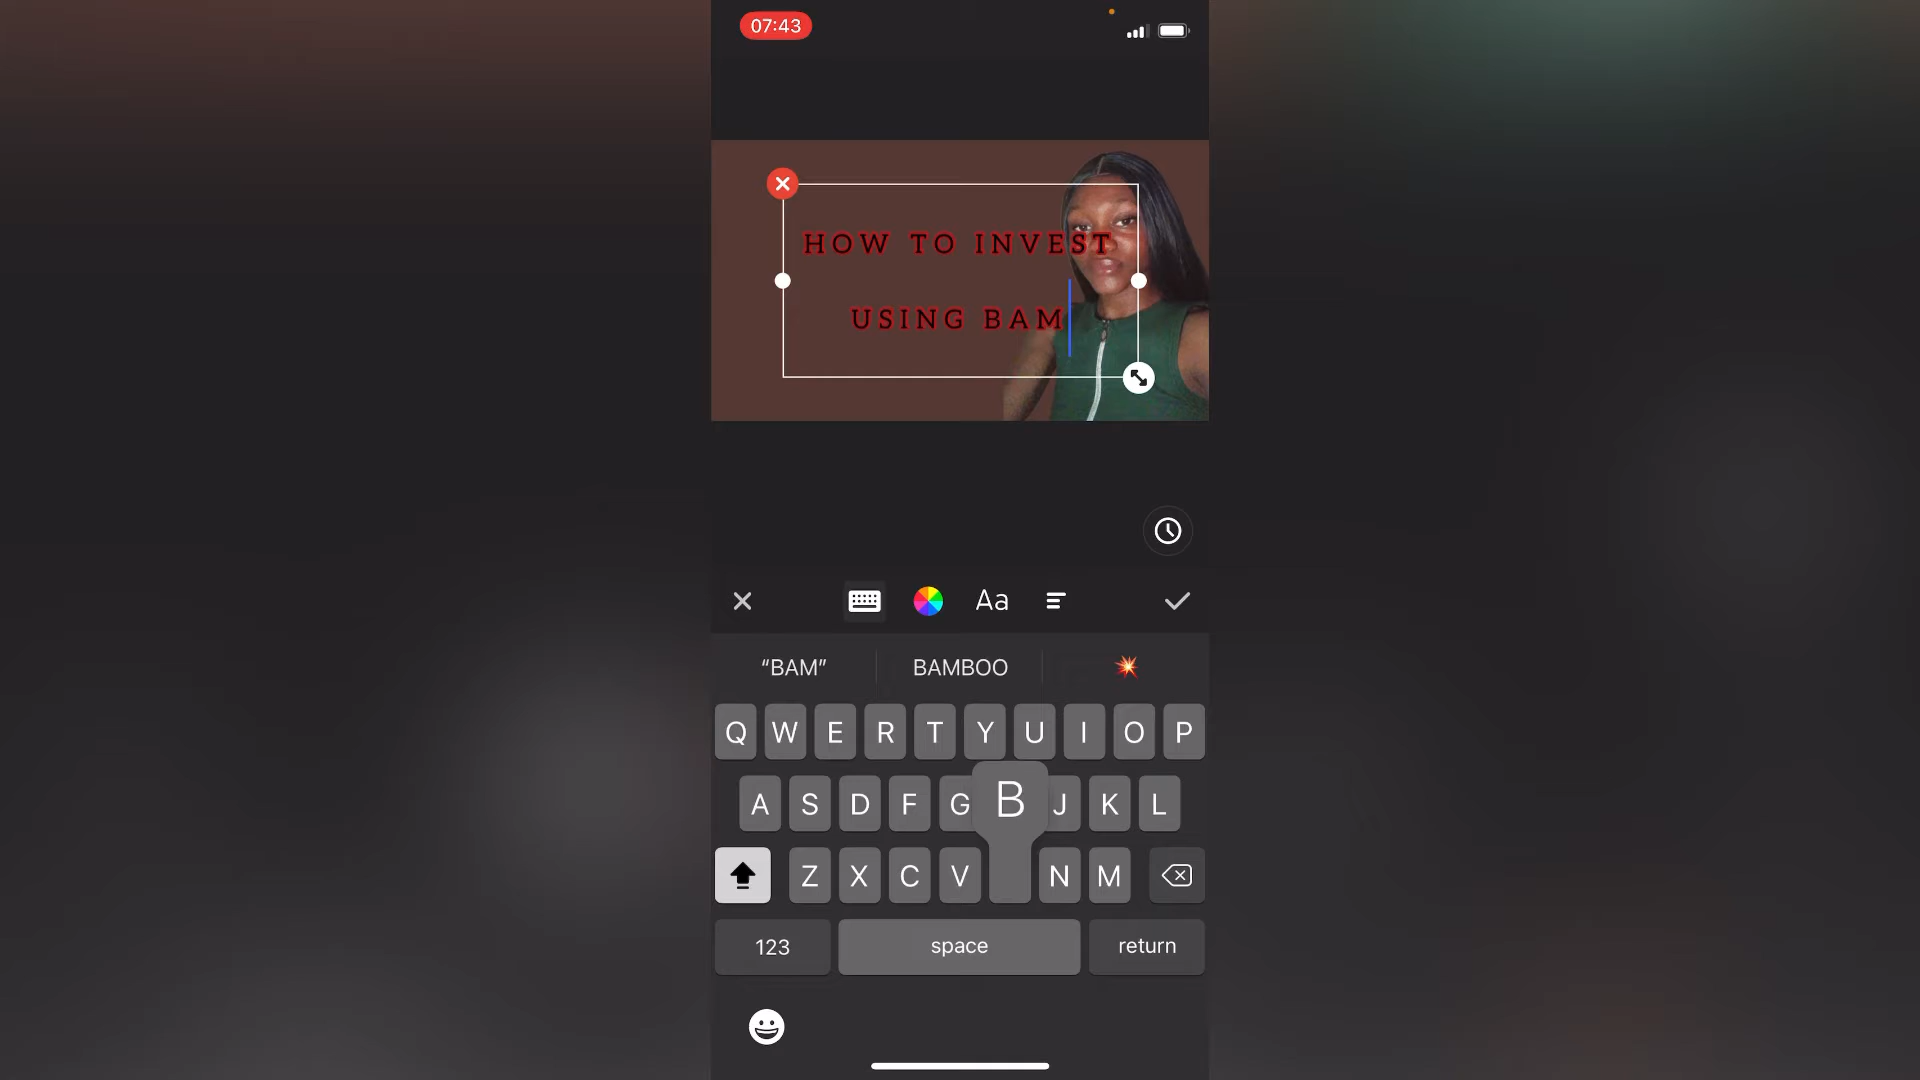 07:43
HOW TO INVEST
USING BAM
Aa
“BAM” BAMBOO
Q W E R T Y U I O P
A S D F G B J K L
Z X C V N M
123 space return